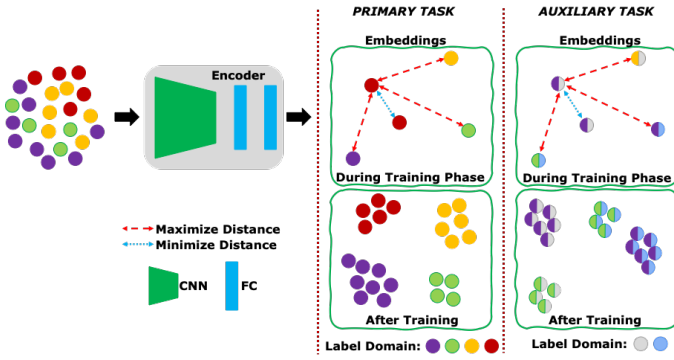 PRIMARY TASK
AUXILIARY TASK
Embeddings
Embeddings
Encoder
During Training Phase
During Training Phase
Maximize Distance
Minimize Distance
CNN
FC
After Training
After Training
Label Domain:
Label Domain: